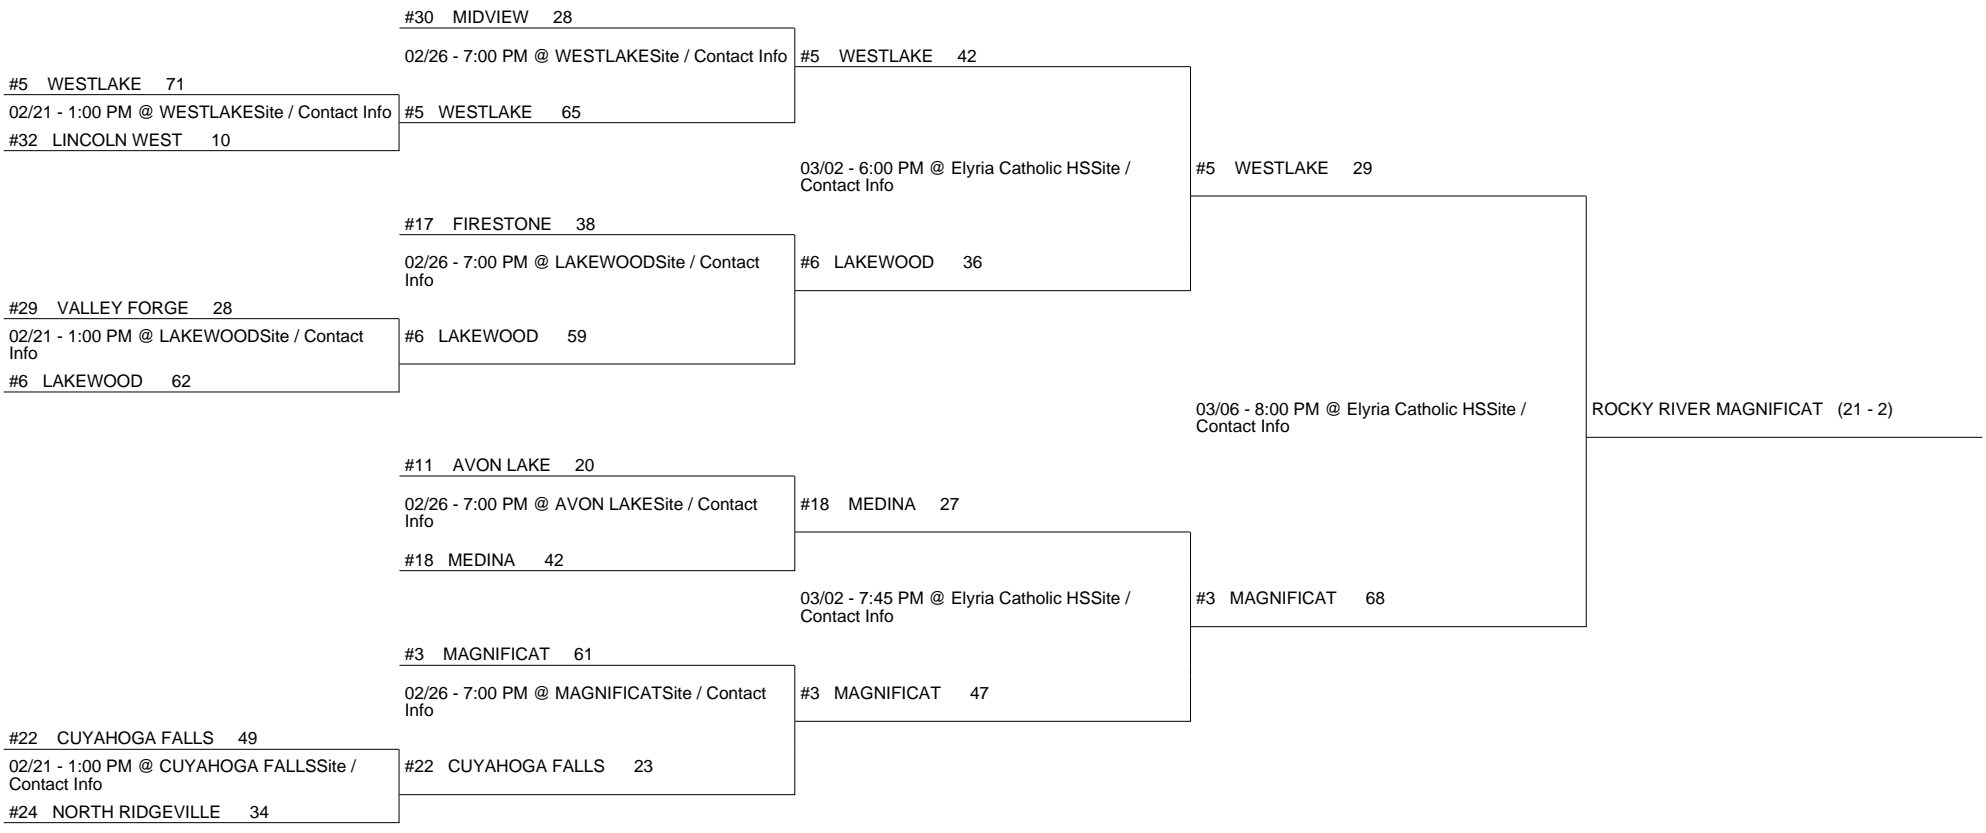 #30 MIDVIEW 28
02/26 - 7:00 PM @ WESTLAKESite / Contact Info
#5 WESTLAKE 42
#5 WESTLAKE 71
02/21 - 1:00 PM @ WESTLAKESite / Contact Info
#5 WESTLAKE 65
#32 LINCOLN WEST 10
03/02 - 6:00 PM @ Elyria Catholic HSSite /
Contact Info
#5 WESTLAKE 29
#17 FIRESTONE 38
02/26 - 7:00 PM @ LAKEWOODSite / Contact
Info
#6 LAKEWOOD 36
#29 VALLEY FORGE 28
02/21 - 1:00 PM @ LAKEWOODSite / Contact
Info
#6 LAKEWOOD 59
#6 LAKEWOOD 62
03/06 - 8:00 PM @ Elyria Catholic HSSite /
Contact Info
ROCKY RIVER MAGNIFICAT (21 - 2)
#11 AVON LAKE 20
02/26 - 7:00 PM @ AVON LAKESite / Contact
Info
#18 MEDINA 27
#18 MEDINA 42
03/02 - 7:45 PM @ Elyria Catholic HSSite /
Contact Info
#3 MAGNIFICAT 68
#3 MAGNIFICAT 61
02/26 - 7:00 PM @ MAGNIFICATSite / Contact
Info
#3 MAGNIFICAT 47
#22 CUYAHOGA FALLS 49
02/21 - 1:00 PM @ CUYAHOGA FALLSSite /
Contact Info
#22 CUYAHOGA FALLS 23
#24 NORTH RIDGEVILLE 34